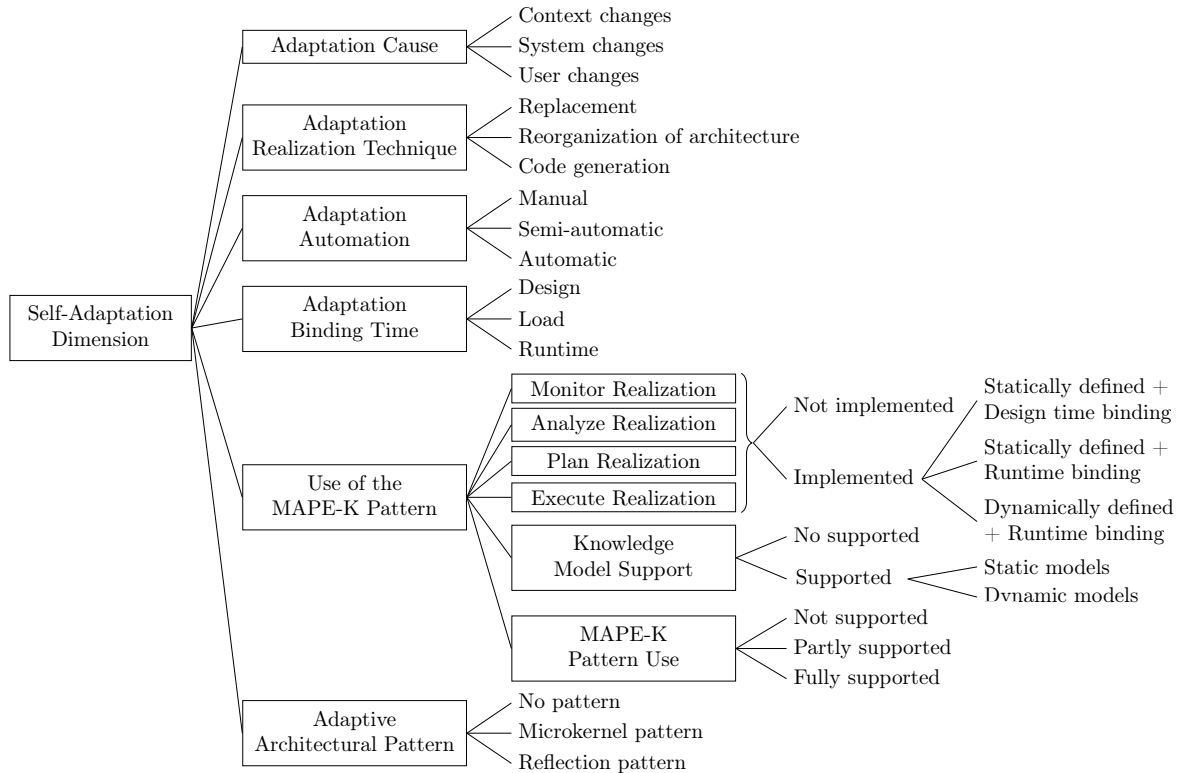 Self-Adaptation
Dimension
Adaptation Cause
Context changes
System changes
User changes
Adaptation
Realization Technique
Replacement
Reorganization of architecture
Code generation
Adaptation
Automation
Manual
Semi-automatic
Automatic
Adaptation
Binding Time
Design
Load
Runtime
Use of the
MAPE-K Pattern
Monitor Realization
Analyze Realization
Plan Realization
Execute Realization
Not implemented
Implemented
Statically defined +
Design time binding
Statically defined +
Runtime binding
Dynamically defined
+ Runtime binding
Knowledge
Model Support
No supported
Supported
Static models
Dynamic models
MAPE-K
Pattern Use
Not supported
Partly supported
Fully supported
Adaptive
Architectural Pattern
No pattern
Microkernel pattern
Reflection pattern